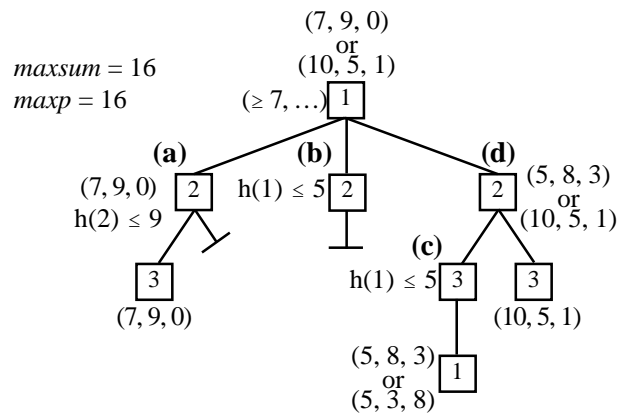 (7, 9, 0)
or
(10, 5, 1)
maxsum = 16
maxp = 16
(≥ 7, …)
1
(a)
(b)
(d)
(7, 9, 0)
h(2) ≤ 9
2
h(1) ≤ 5
2
2
(5, 8, 3)
or
(10, 5, 1)
(c)
3
(7, 9, 0)
h(1) ≤ 5
3
3
(10, 5, 1)
(5, 8, 3)
or
(5, 3, 8)
1